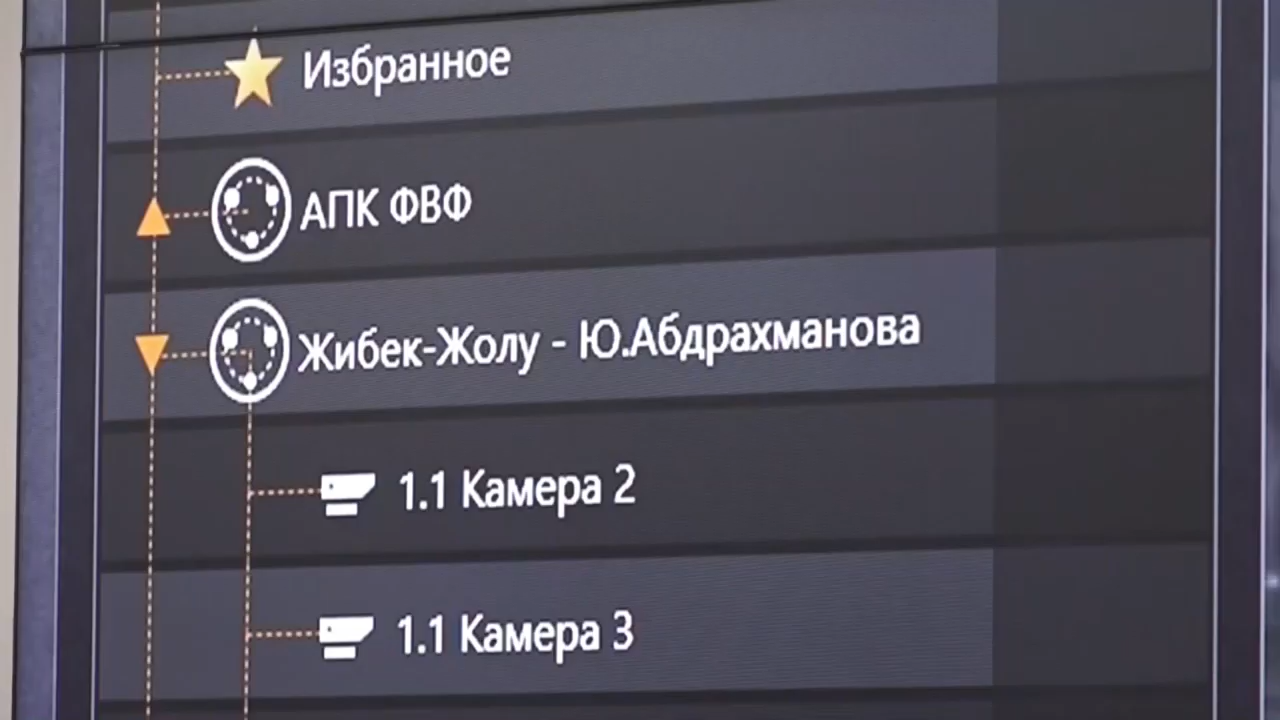 Избранное
АПК ФВФ
Жибек-Жолу - Ю.Абдрахманова
1.1 Камера 2
1.1 Камера 3